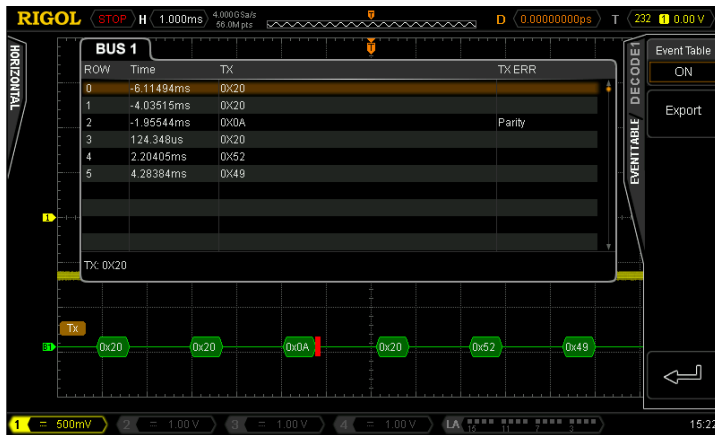 RIGOL STOP H 1.000ms 4.000GSa/s 56.0M pts D 0.00000000ps T 232 1 0.00 V
T
HORIZONTAL
BUS 1
ROW Time TX TX ERR
0 -6.11494ms 0X20
1 -4.03515ms 0X20
2 -1.95544ms 0X0A Parity
3 124.348us 0X20
4 2.20405ms 0X52
5 4.28384ms 0X49
TX: 0X20
EVENTTABLE DECODE1
Event Table
ON
Export
1
Tx
B1 0x20 0x20 0x0A 0x20 0x52 0x49
1 = 500mV 2 = 1.00 V 3 = 1.00 V 4 = 1.00 V LA 15 11 7 3 15:22